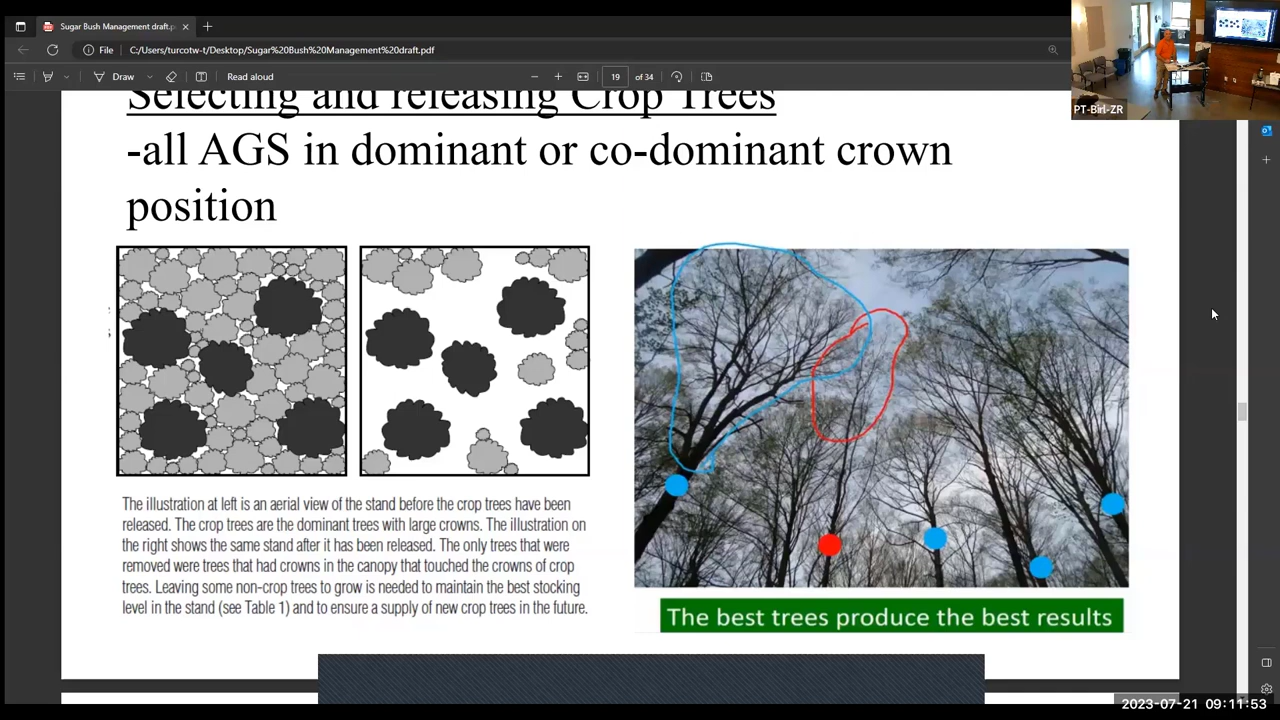 Sugar Bush Management draft.p
File
C:/Users/turcotw-t/Desktop/Sugar%20Bush%20Management%20draft.pdf
Draw
Read aloud
19
of 34
PT-Birl-ZR
Selecting and releasing Crop Trees
-all AGS in dominant or co-dominant crown
position
The illustration at left is an aerial view of the stand before the crop trees have been
released. The crop trees are the dominant trees with large crowns. The illustration on
the right shows the same stand after it has been released. The only trees that were
removed were trees that had crowns in the canopy that touched the crowns of crop
trees. Leaving some non-crop trees to grow is needed to maintain the best stocking
level in the stand (see Table 1) and to ensure a supply of new crop trees in the future.
The best trees produce the best results
2023-07-21 09:11:53